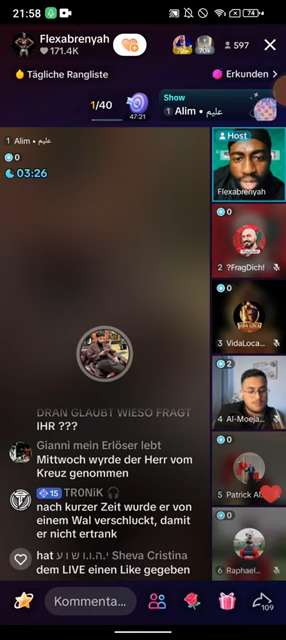 21:58
74
Flexabrenyah
171.4K
597
Tägliche Rangliste
Erkunden >
1/40
47:21
Show
1 Alim • عليم
1 Alim • عليم
0
03:26
Host
Flexabrenyah
0
2 ?FragDich!
0
3 VidaLoca...
2
4 Al-Moeja...
0
5 Patrick Al...
0
6 Raphael...
DRAN GLAUBT WIESO FRAGT
IHR ???
Gianni mein Erlöser lebt
Mittwoch wyrde der Herr vom
Kreuz genommen
15 TRONiK
nach kurzer Zeit wurde er von
einem Wal verschluckt, damit
er nicht ertrank
Sheva Cristina
hat
dem LIVE einen Like gegeben
Kommenta...
109